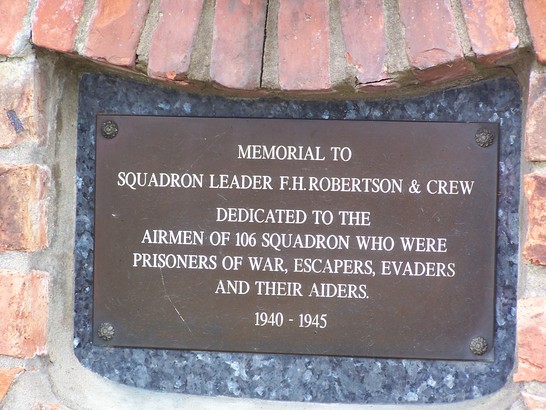 MEMORIAL TO
SQUADRON LEADER F.H. ROBERTSON & CREW
DEDICATED TO THE
AIRMEN OF 106 SQUADRON WHO WERE
PRISONERS OF WAR, ESCAPERS, EVADERS
AND THEIR AIDERS.
1940 - 1945